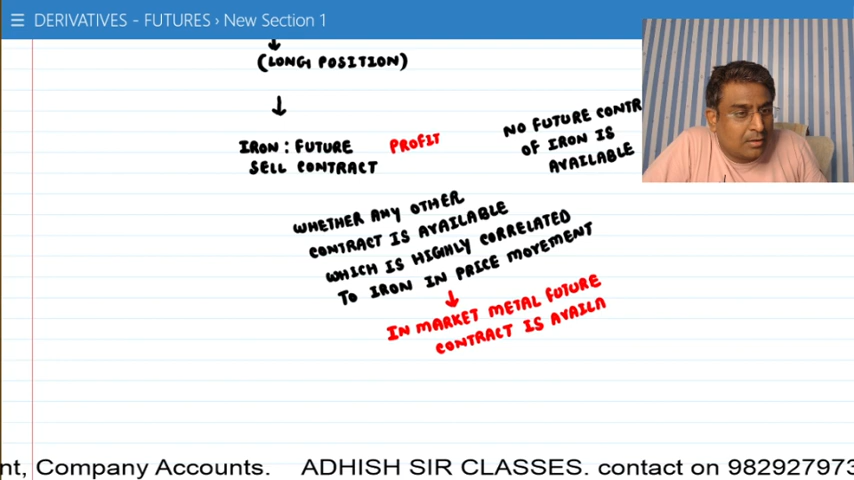 ☰ DERIVATIVES - FUTURES › New Section 1
(LONG POSITION)
IRON : FUTURE
SELL CONTRACT
PROFIT
NO FUTURE CONTR
OF IRON IS
AVAILABLE
WHETHER ANY OTHER
CONTRACT IS AVAILABLE
WHICH IS HIGHLY CORRELATED
TO IRON IN PRICE MOVEMENT
IN MARKET METAL FUTURE
CONTRACT IS AVAILA
nt, Company Accounts. ADHISH SIR CLASSES. contact on 982927973